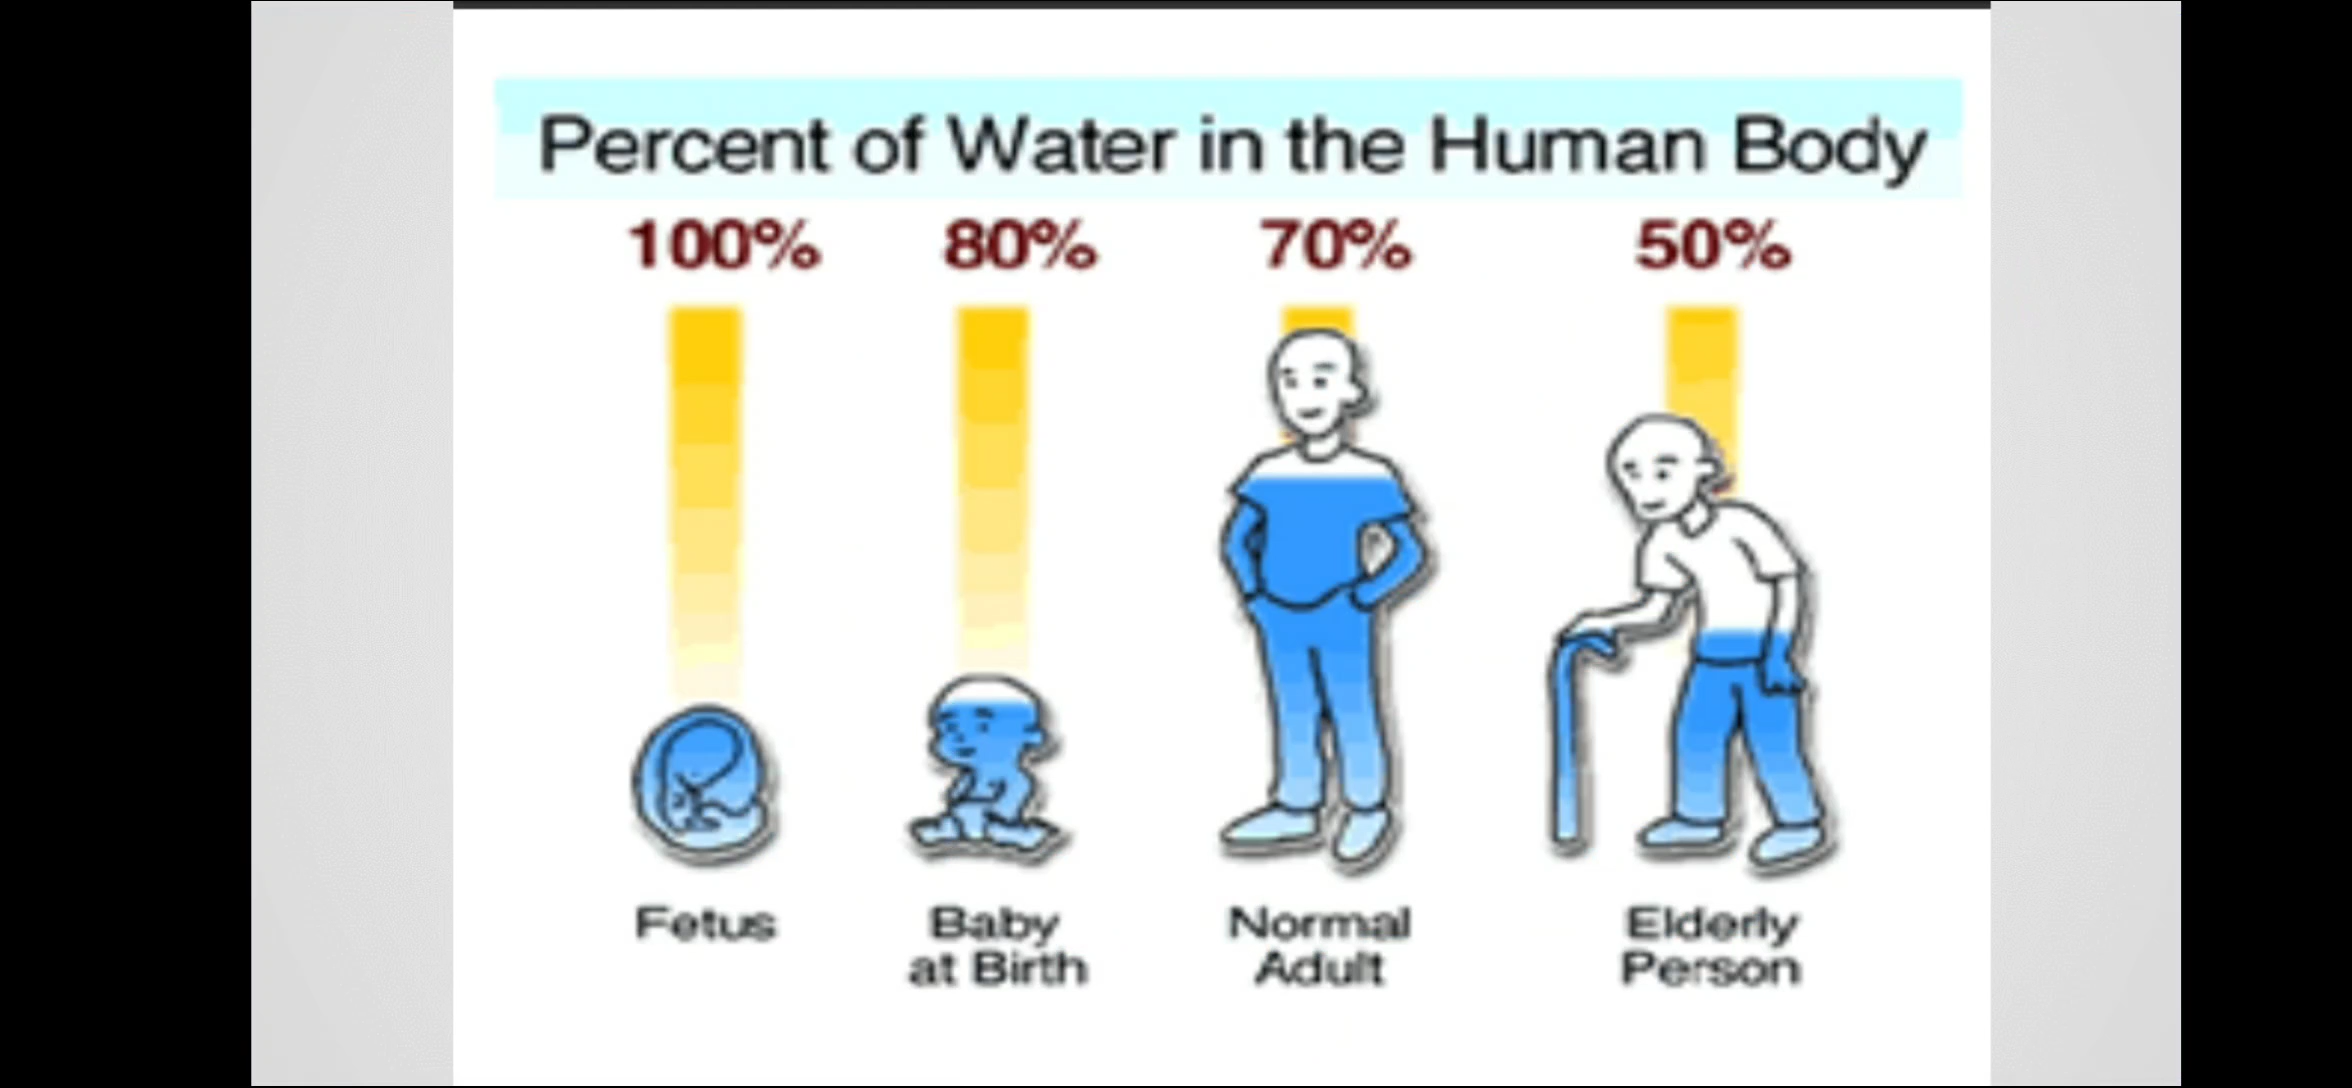 Percent of Water in the Human Body
100% 80% 70% 50%
Fetus Baby at Birth Normal Adult Elderly Person